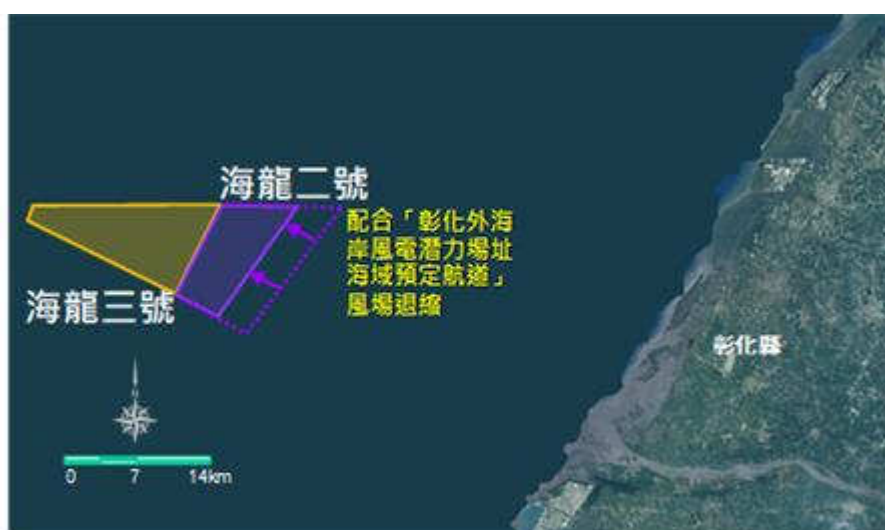 海龍二號
配合「彰化外海
岸風電潛力場址
海域預定航道」
風場退縮
海龍三號
彰化縣
N
0 7 14km